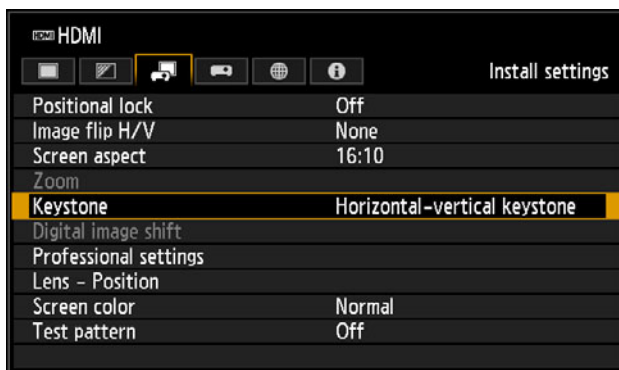 HDMI HDMI
Install settings
Positional lock Off
Image flip H/V None
Screen aspect 16:10
Zoom
Keystone Horizontal-vertical keystone
Digital image shift
Professional settings
Lens - Position
Screen color Normal
Test pattern Off